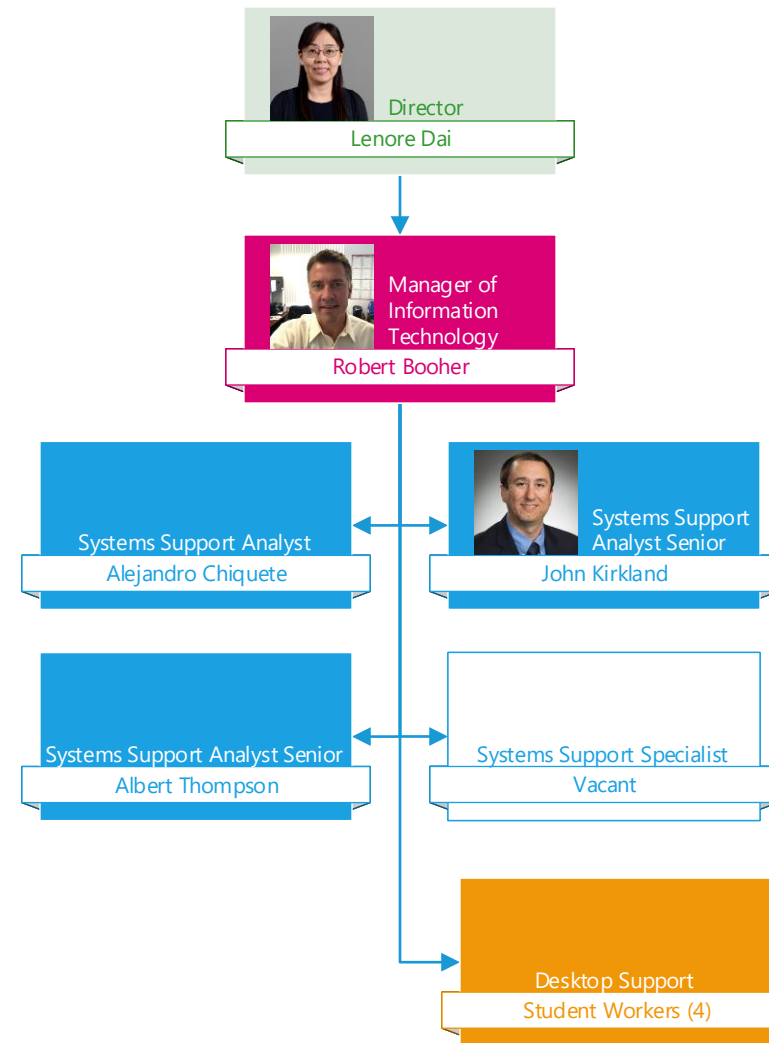 Director
Lenore Dai
Manager of
Information
Technology
Robert Booher
Systems Support Analyst
Alejandro Chiquete
Systems Support
Analyst Senior
John Kirkland
Systems Support Analyst Senior
Albert Thompson
Systems Support Specialist
Vacant
Desktop Support
Student Workers (4)